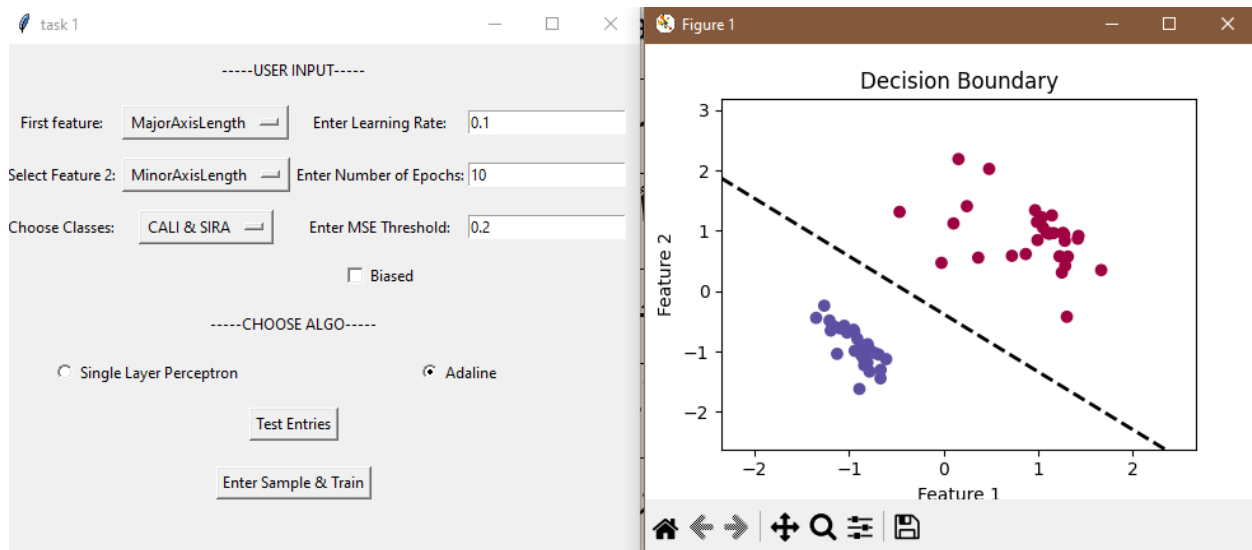 task 1
-----USER INPUT-----
First feature: MajorAxisLength Enter Learning Rate: 0.1
Select Feature 2: MinorAxisLength Enter Number of Epochs: 10
Choose Classes: CALI & SIRA Enter MSE Threshold: 0.2
Biased
-----CHOOSE ALGO-----
Single Layer Perceptron Adaline
Test Entries
Enter Sample & Train
Figure 1
Decision Boundary
3
2
1
0
−1
−2
Feature 2
−2 −1 0 1 2
Feature 1